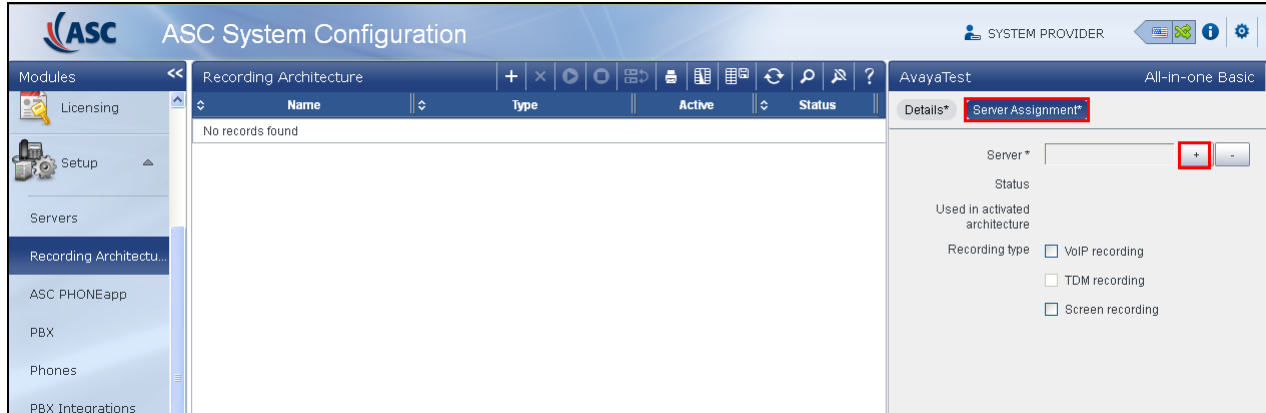 ASC ASC System Configuration SYSTEM PROVIDER
Modules <<
Licensing
Setup
Servers
Recording Architectu...
ASC PHONEapp
PBX
Phones
PBX Integrations
Recording Architecture + × ?
Name Type Active Status
No records found
AvayaTest All-in-one Basic
Details* Server Assignment*
Server * + -
Status
Used in activated
architecture
Recording type VoIP recording
TDM recording
Screen recording